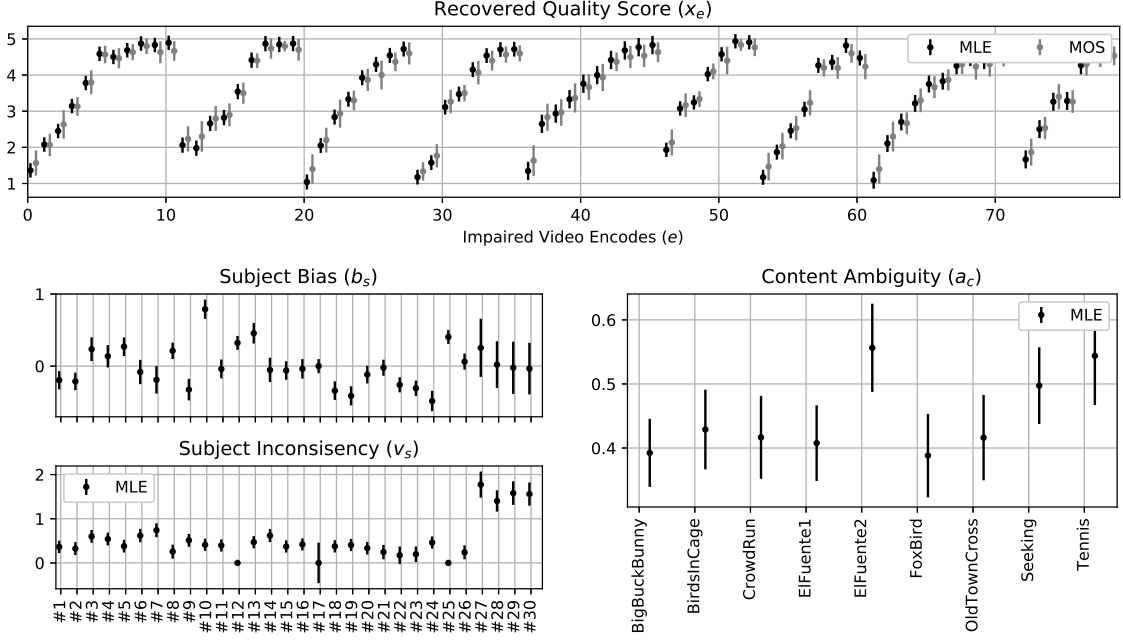 Recovered Quality Score (x_e)
MLE MOS
5
4
3
2
1
0 10 20 30 40 50 60 70
Impaired Video Encodes (e)
Subject Bias (b_s)
1
0
Subject Inconsisency (v_s)
MLE
2
1
0
#1 #2 #3 #4 #5 #6 #7 #8 #9 #10 #11 #12 #13 #14 #15 #16 #17 #18 #19 #20 #21 #22 #23 #24 #25 #26 #27 #28 #29 #30
Content Ambiguity (a_c)
MLE
0.6
0.5
0.4
BigBuckBunny BirdsInCage CrowdRun ElFuente1 ElFuente2 FoxBird OldTownCross Seeking Tennis